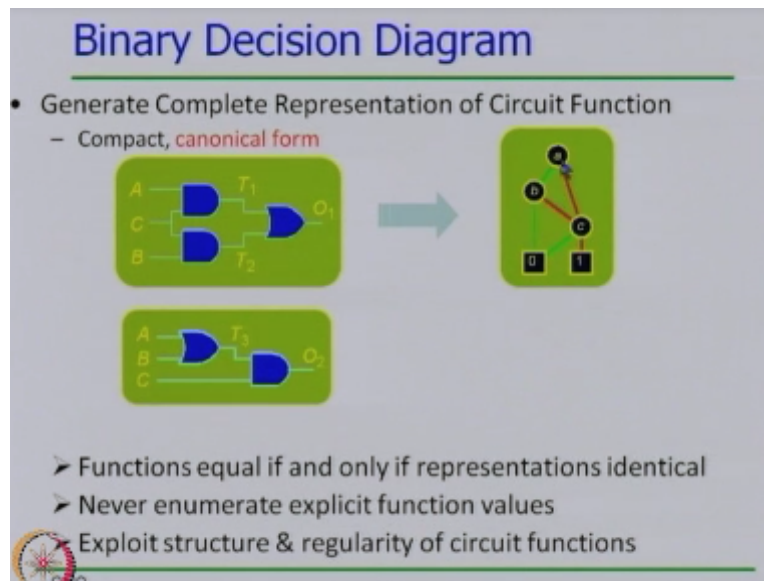 Binary Decision Diagram
• Generate Complete Representation of Circuit Function
– Compact, canonical form
A
T1
C
O1
B
T2
a
b
c
0
1
A
T3
B
O2
C
➤ Functions equal if and only if representations identical
➤ Never enumerate explicit function values
➤ Exploit structure & regularity of circuit functions